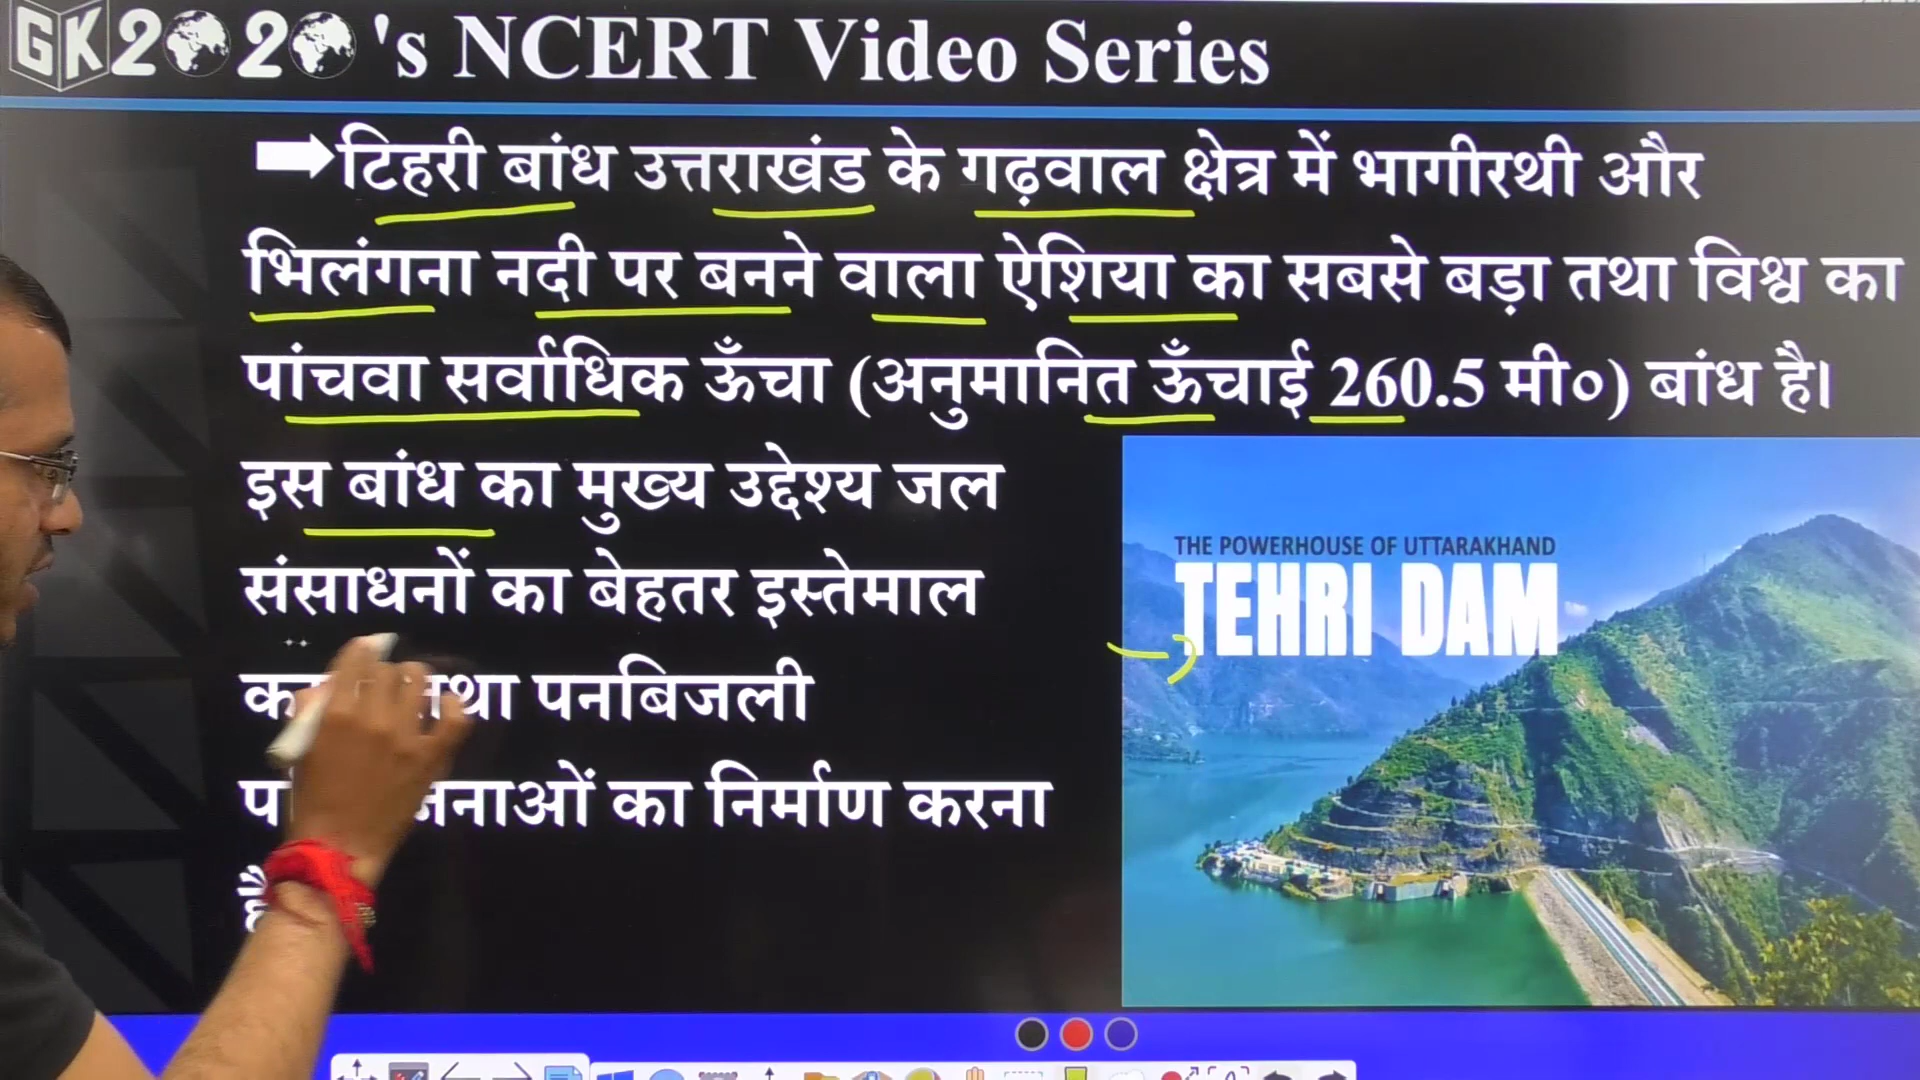 GK2020's NCERT Video Series
टिहरी बांध उत्तराखंड के गढ़वाल क्षेत्र में भागीरथी और
भिलंगना नदी पर बनने वाला ऐशिया का सबसे बड़ा तथा विश्व का
पांचवा सर्वाधिक ऊँचा (अनुमानित ऊँचाई 260.5 मी०) बांध है।
इस बांध का मुख्य उद्देश्य जल
संसाधनों का बेहतर इस्तेमाल
तथा पनबिजली
का निर्माण करना
THE POWERHOUSE OF UTTARAKHAND
TEHRI DAM